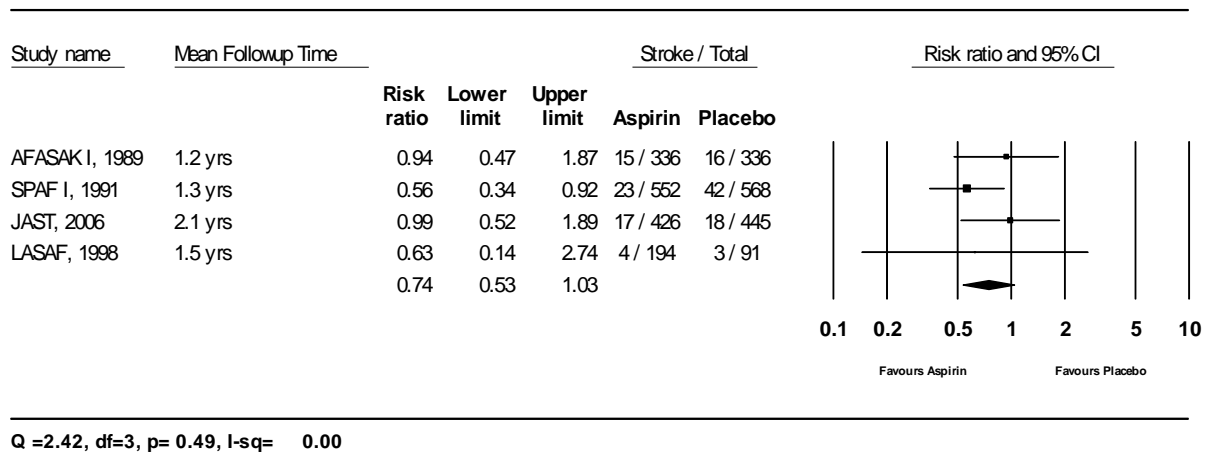 Study name Mean Followup Time Stroke / Total Risk ratio and 95% CI
Risk Lower Upper
ratio limit limit Aspirin Placebo
AFASAK I, 1989 1.2 yrs 0.94 0.47 1.87 15 / 336 16 / 336
SPAF I, 1991 1.3 yrs 0.56 0.34 0.92 23 / 552 42 / 568
JAST, 2006 2.1 yrs 0.99 0.52 1.89 17 / 426 18 / 445
LASAF, 1998 1.5 yrs 0.63 0.14 2.74 4 / 194 3 / 91
0.74 0.53 1.03
0.1 0.2 0.5 1 2 5 10
Favours Aspirin Favours Placebo
Q =2.42, df=3, p= 0.49, I-sq= 0.00